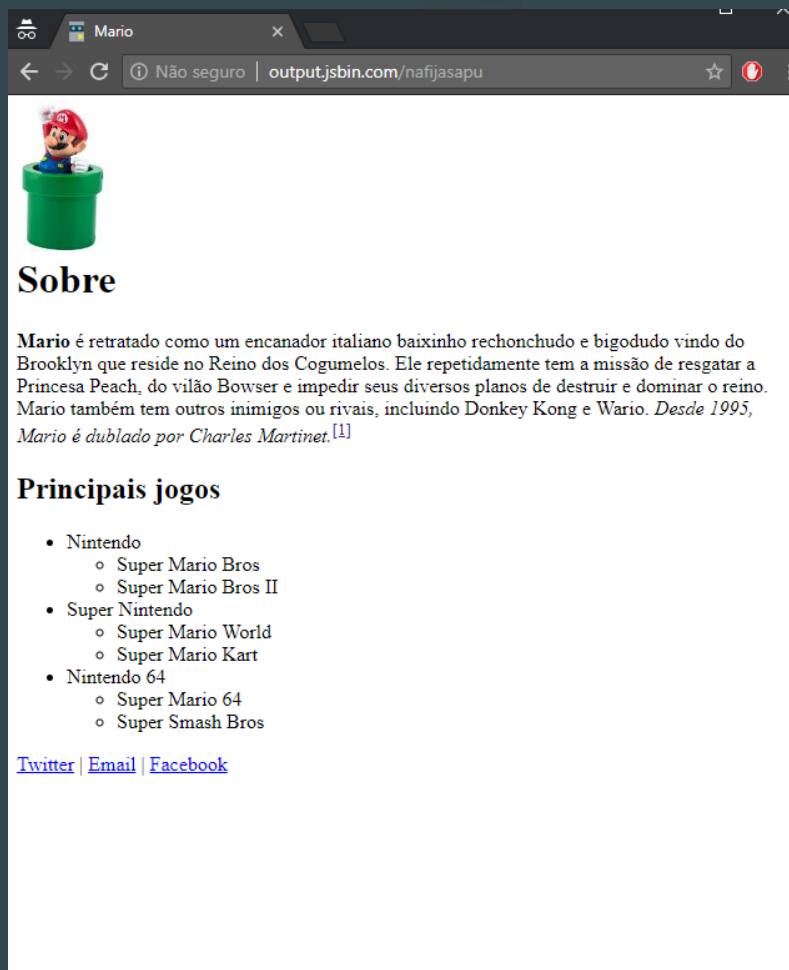 Mario
Não seguro | output.jsbin.com/nafijasapu
Sobre
Mario é retratado como um encanador italiano baixinho rechonchudo e bigodudo vindo do
Brooklyn que reside no Reino dos Cogumelos. Ele repetidamente tem a missão de resgatar a
Princesa Peach, do vilão Bowser e impedir seus diversos planos de destruir e dominar o reino.
Mario também tem outros inimigos ou rivais, incluindo Donkey Kong e Wario. Desde 1995,
Mario é dublado por Charles Martinet.[1]
Principais jogos
Nintendo
Super Mario Bros
Super Mario Bros II
Super Nintendo
Super Mario World
Super Mario Kart
Nintendo 64
Super Mario 64
Super Smash Bros
Twitter | Email | Facebook